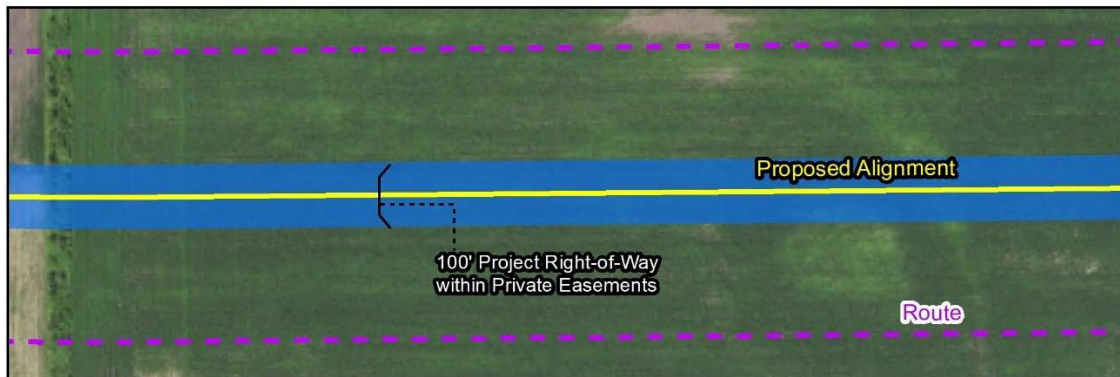 Proposed Alignment
100' Project Right-of-Way
within Private Easements
Route